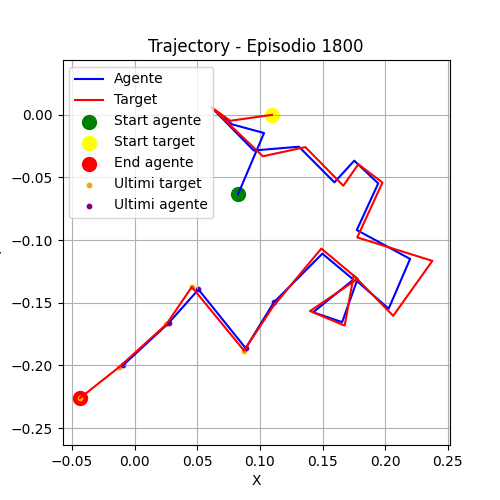 Trajectory - Episodio 1800
Agente
Target
Start agente
Start target
End agente
Ultimi target
Ultimi agente
0.00
−0.05
−0.10
−0.15
−0.20
−0.25
−0.05
0.00
0.05
0.10
0.15
0.20
0.25
X